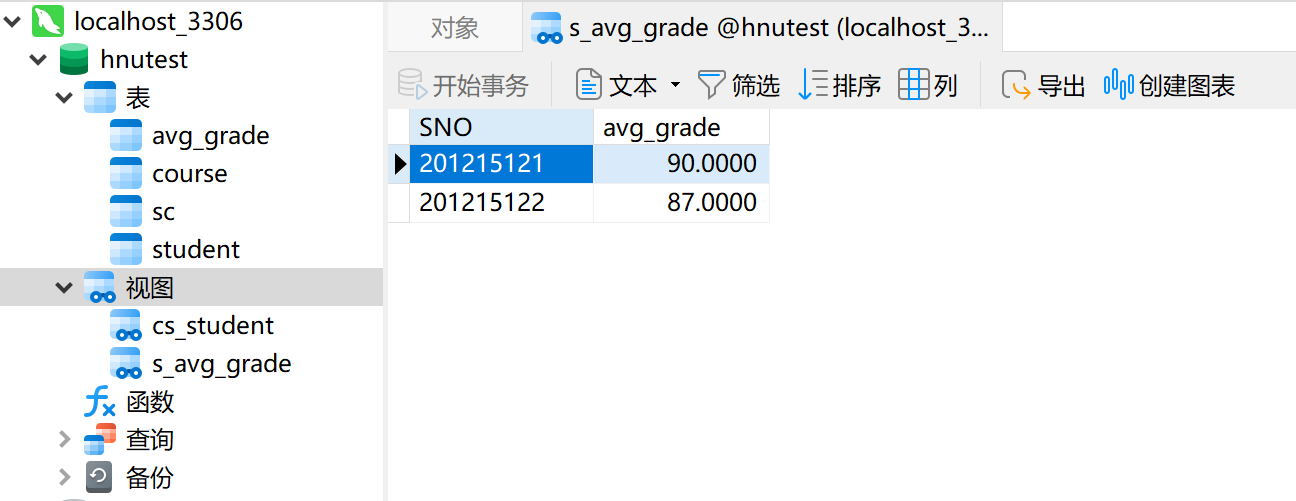 localhost_3306
hnutest
表
avg_grade
course
sc
student
视图
cs_student
s_avg_grade
函数
查询
备份
对象
s_avg_grade @hnutest (localhost_3...
开始事务 文本 筛选 排序 列 导出 创建图表
SNO avg_grade
201215121 90.0000
201215122 87.0000